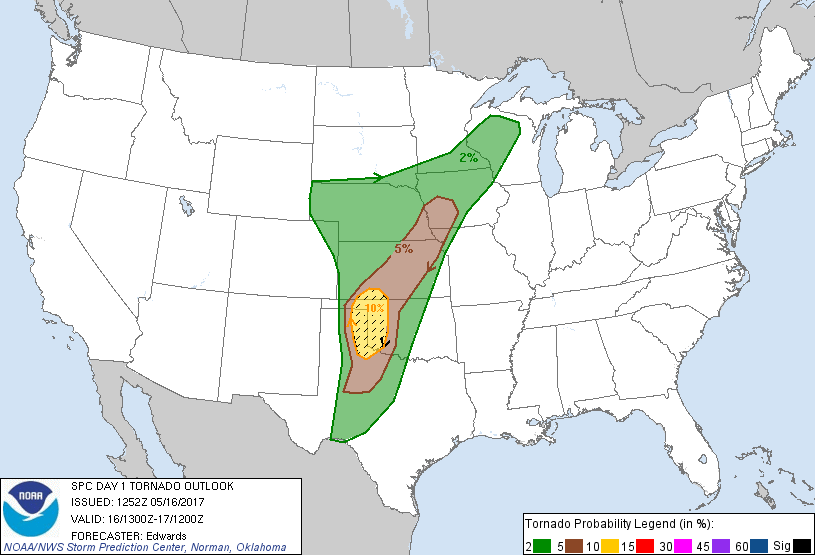 2%
5%
10%
NOAA
SPC DAY 1 TORNADO OUTLOOK
ISSUED: 1252Z 05/16/2017
VALID: 16/1300Z-17/1200Z
FORECASTER: Edwards
NOAA/NWS Storm Prediction Center, Norman, Oklahoma
Tornado Probability Legend (in %):
2 5 10 15 30 45 60 Sig